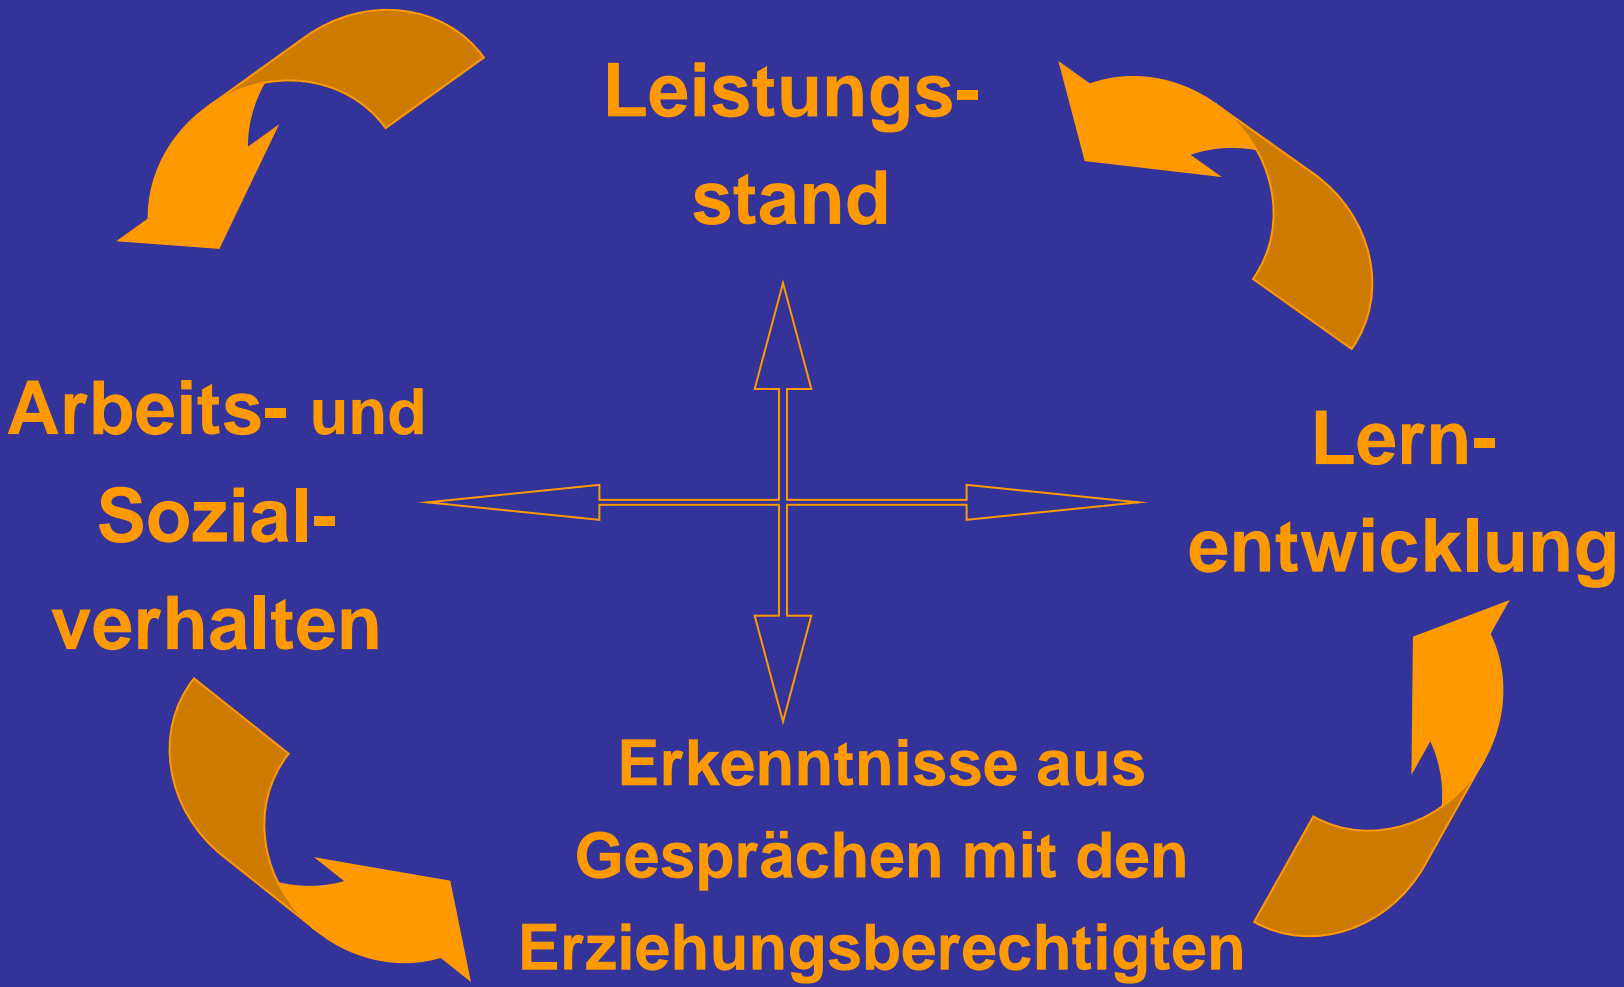 Leistungs-
stand
Arbeits- und
Sozial-
verhalten
Lern-
entwicklung
Erkenntnisse aus
Gesprächen mit den
Erziehungsberechtigten